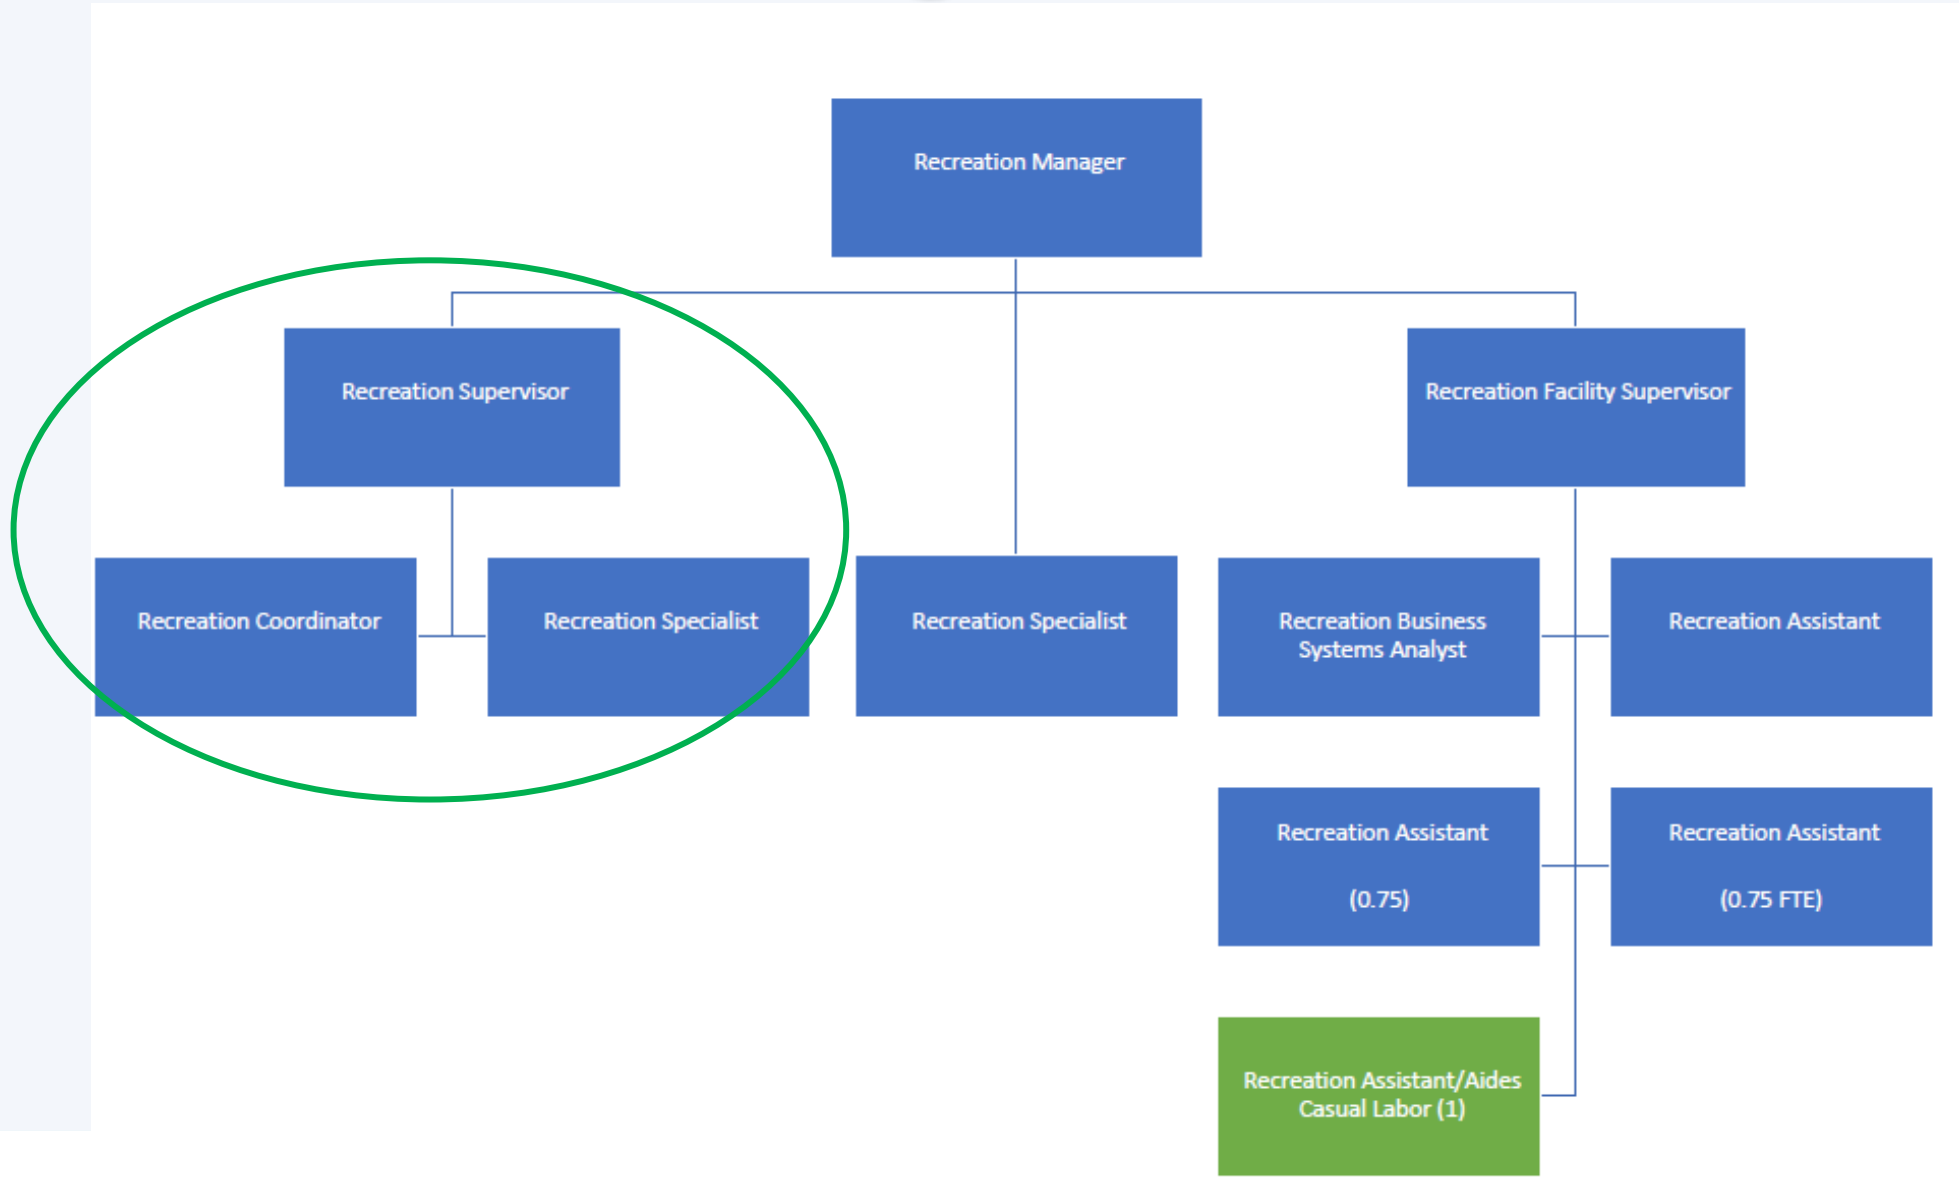 Recreation Manager
Recreation Supervisor
Recreation Facility Supervisor
Recreation Coordinator
Recreation Specialist
Recreation Specialist
Recreation Business
Systems Analyst
Recreation Assistant
Recreation Assistant
(0.75)
Recreation Assistant
(0.75 FTE)
Recreation Assistant/Aides
Casual Labor (1)